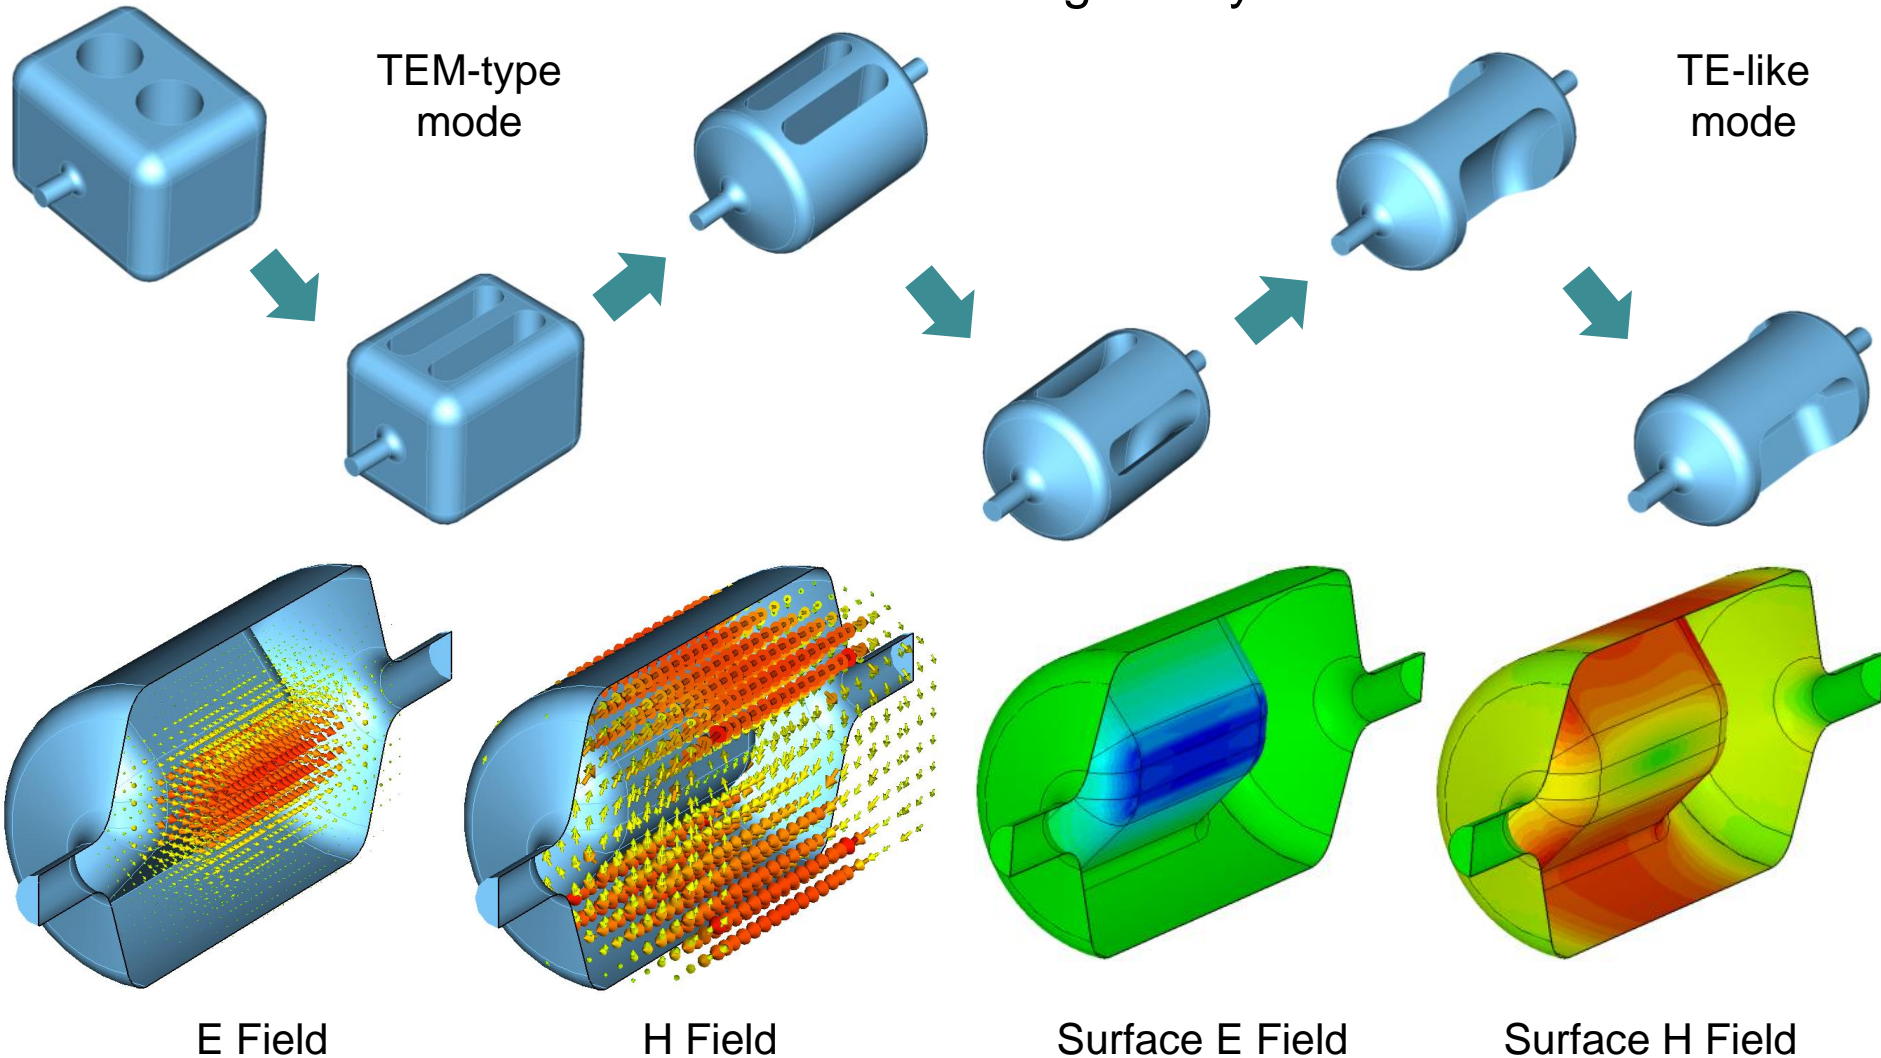 TEM-type
mode
TE-like
mode
E Field
H Field
Surface E Field
Surface H Field